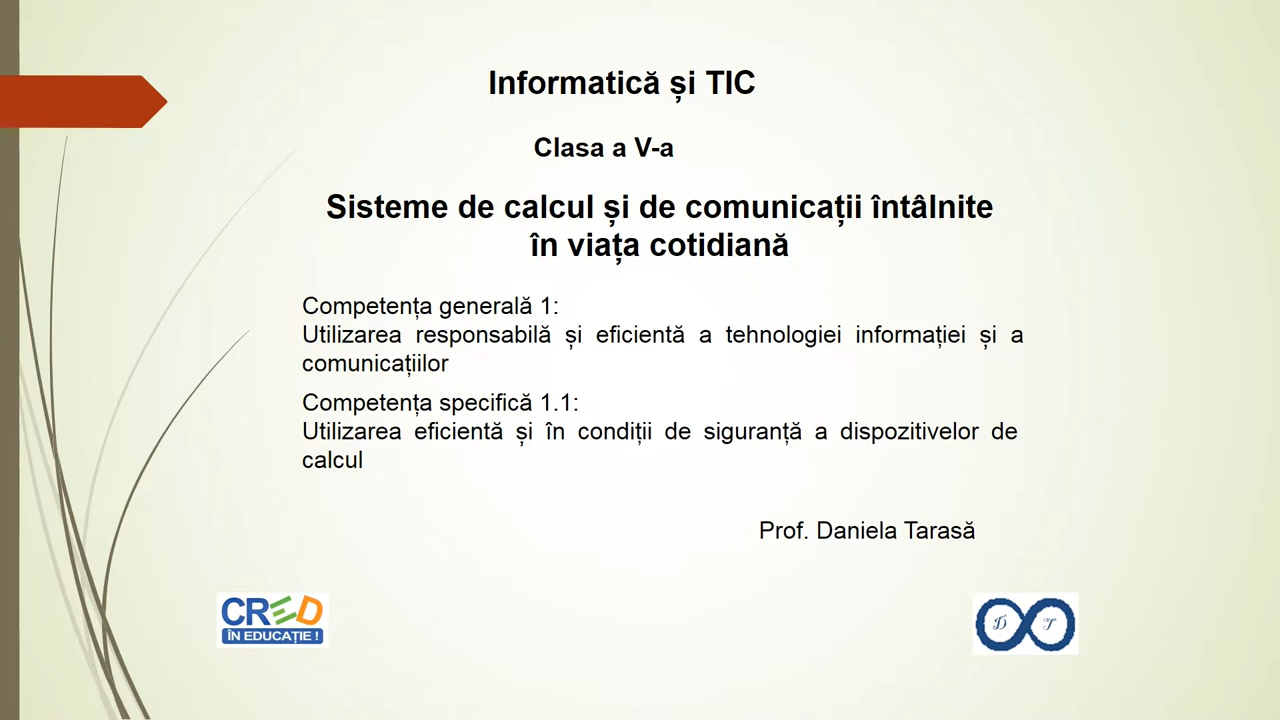 Informatică și TIC
Clasa a V-a
Sisteme de calcul și de comunicații întâlnite
în viața cotidiană
Competența generală 1:
Utilizarea responsabilă și eficientă a tehnologiei informației și a
comunicațiilor
Competența specifică 1.1:
Utilizarea eficientă și în condiții de siguranță a dispozitivelor de
calcul
Prof. Daniela Tarasă
CRED
ÎN EDUCAȚIE !
D T